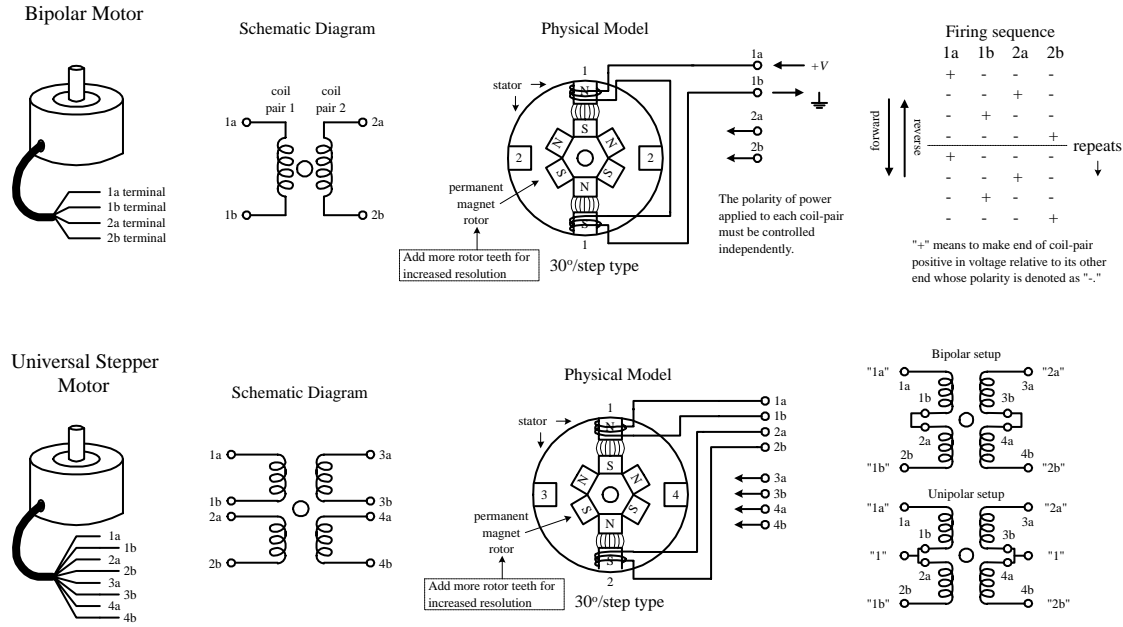 Bipolar Motor
1a terminal
1b terminal
2a terminal
2b terminal
Schematic Diagram
coil
pair 1
coil
pair 2
1a
2a
1b
2b
Physical Model
1
stator
N
S
N
N
2
2
S
S
N
S
1
permanent
magnet
rotor
Add more rotor teeth for
increased resolution
30°/step type
1a
+V
1b
2a
2b
The polarity of power
applied to each coil-pair
must be controlled
independently.
Firing sequence
1a 1b 2a 2b
+ - - -
- - + -
- + - -
- - - +
+ - - -
- - + -
- + - -
- - - +
forward
reverse
repeats
"+" means to make end of coil-pair
positive in voltage relative to its other
end whose polarity is denoted as "-."
Universal Stepper
Motor
1a
1b
2a
2b
3a
3b
4a
4b
Schematic Diagram
1a
3a
1b
3b
2a
4a
2b
4b
Physical Model
1
stator
N
S
N
N
3
4
S
S
N
S
2
permanent
magnet
rotor
Add more rotor teeth for
increased resolution
30°/step type
1a
1b
2a
2b
3a
3b
4a
4b
Bipolar setup
"1a"
"2a"
1a
3a
1b
3b
2a
4a
2b
4b
"1b"
"2b"
Unipolar setup
"1a"
"2a"
1a
3a
1b
3b
"1"
"1"
2a
4a
2b
4b
"1b"
"2b"